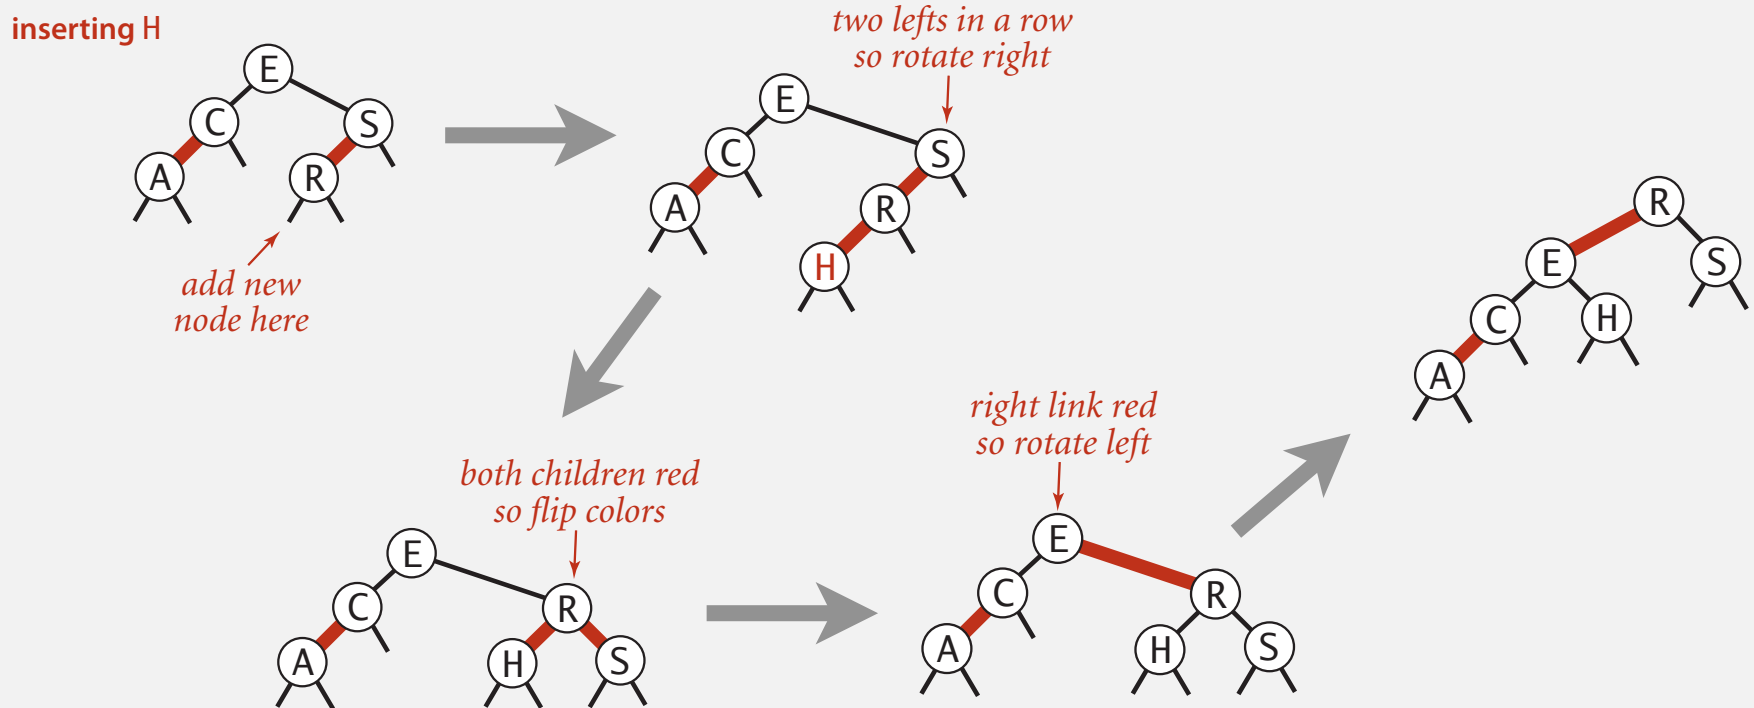 inserting H
E
C
S
A
R
add new
node here
two lefts in a row
so rotate right
E
C
S
A
R
H
both children red
so flip colors
E
C
R
A
H
S
right link red
so rotate left
E
C
R
A
H
S
R
E
S
C
H
A